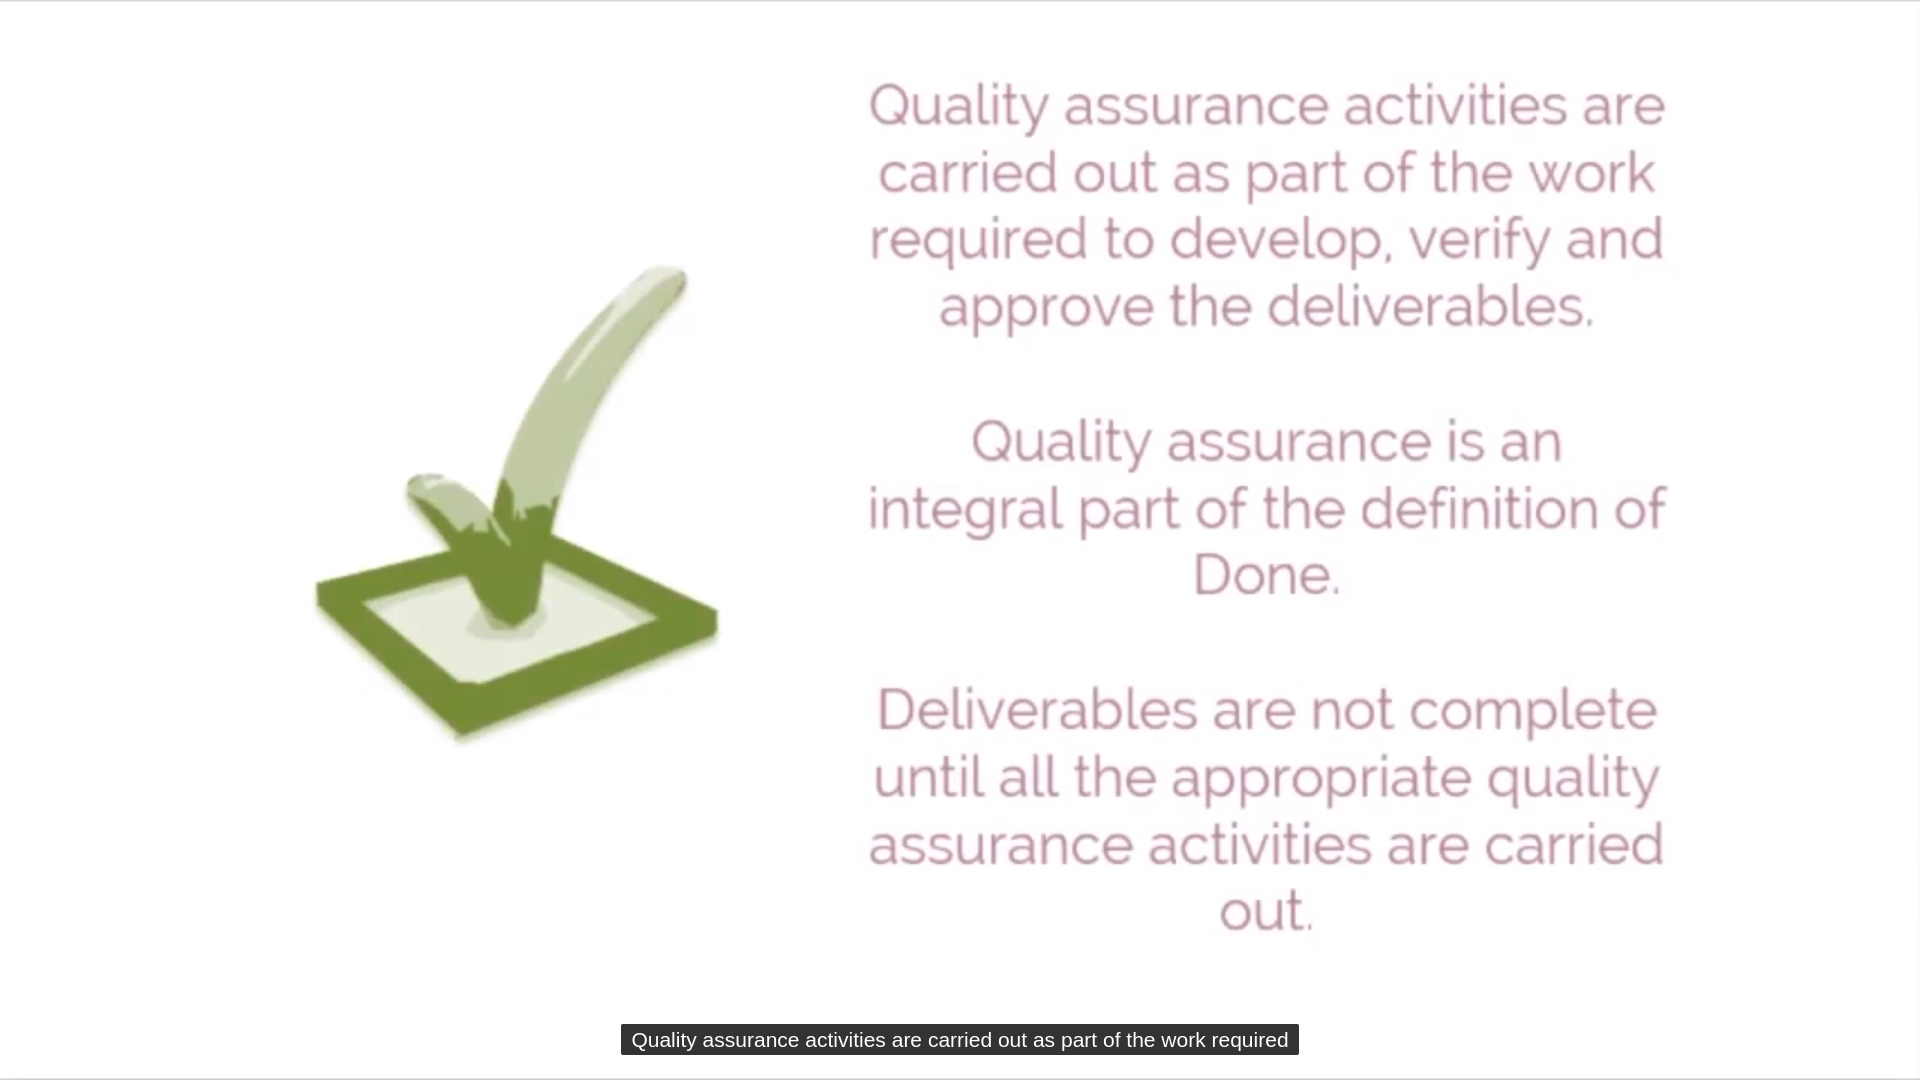 Quality assurance activities are
carried out as part of the work
required to develop, verify and
approve the deliverables.
Quality assurance is an
integral part of the definition of
Done.
Deliverables are not complete
until all the appropriate quality
assurance activities are carried
out.
Quality assurance activities are carried out as part of the work required